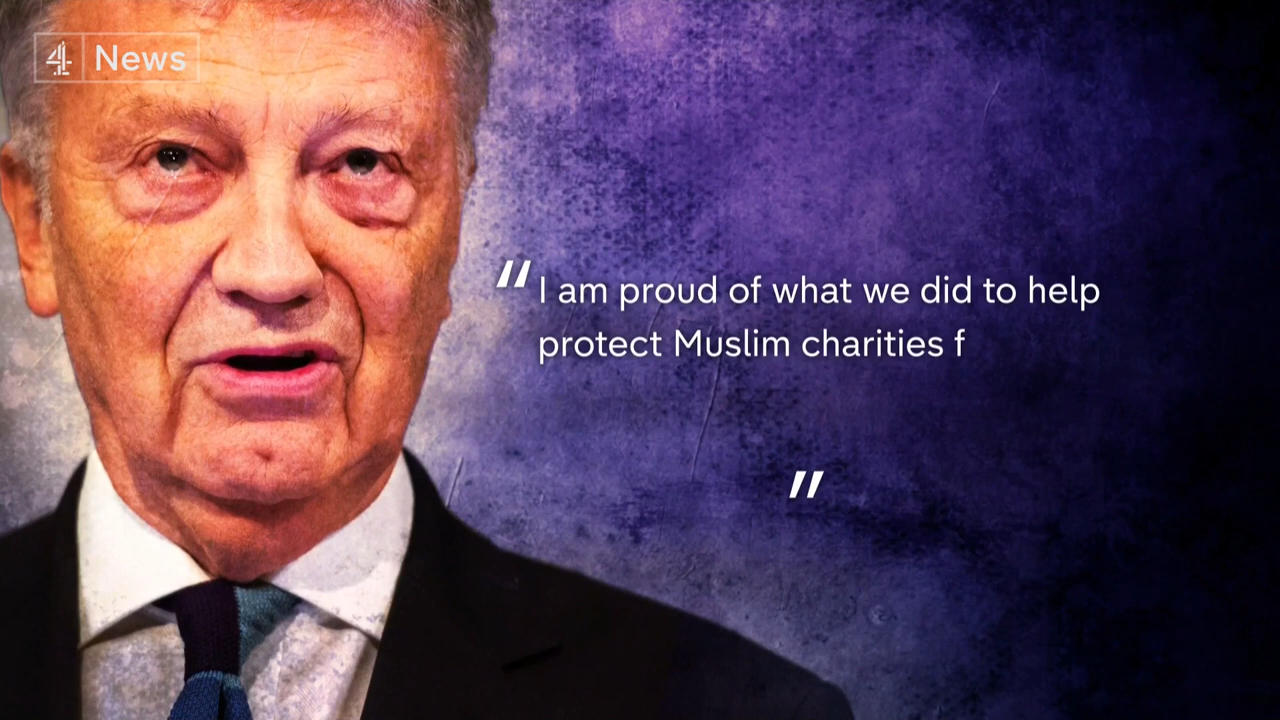 4 News
“I am proud of what we did to help
protect Muslim charities f
”